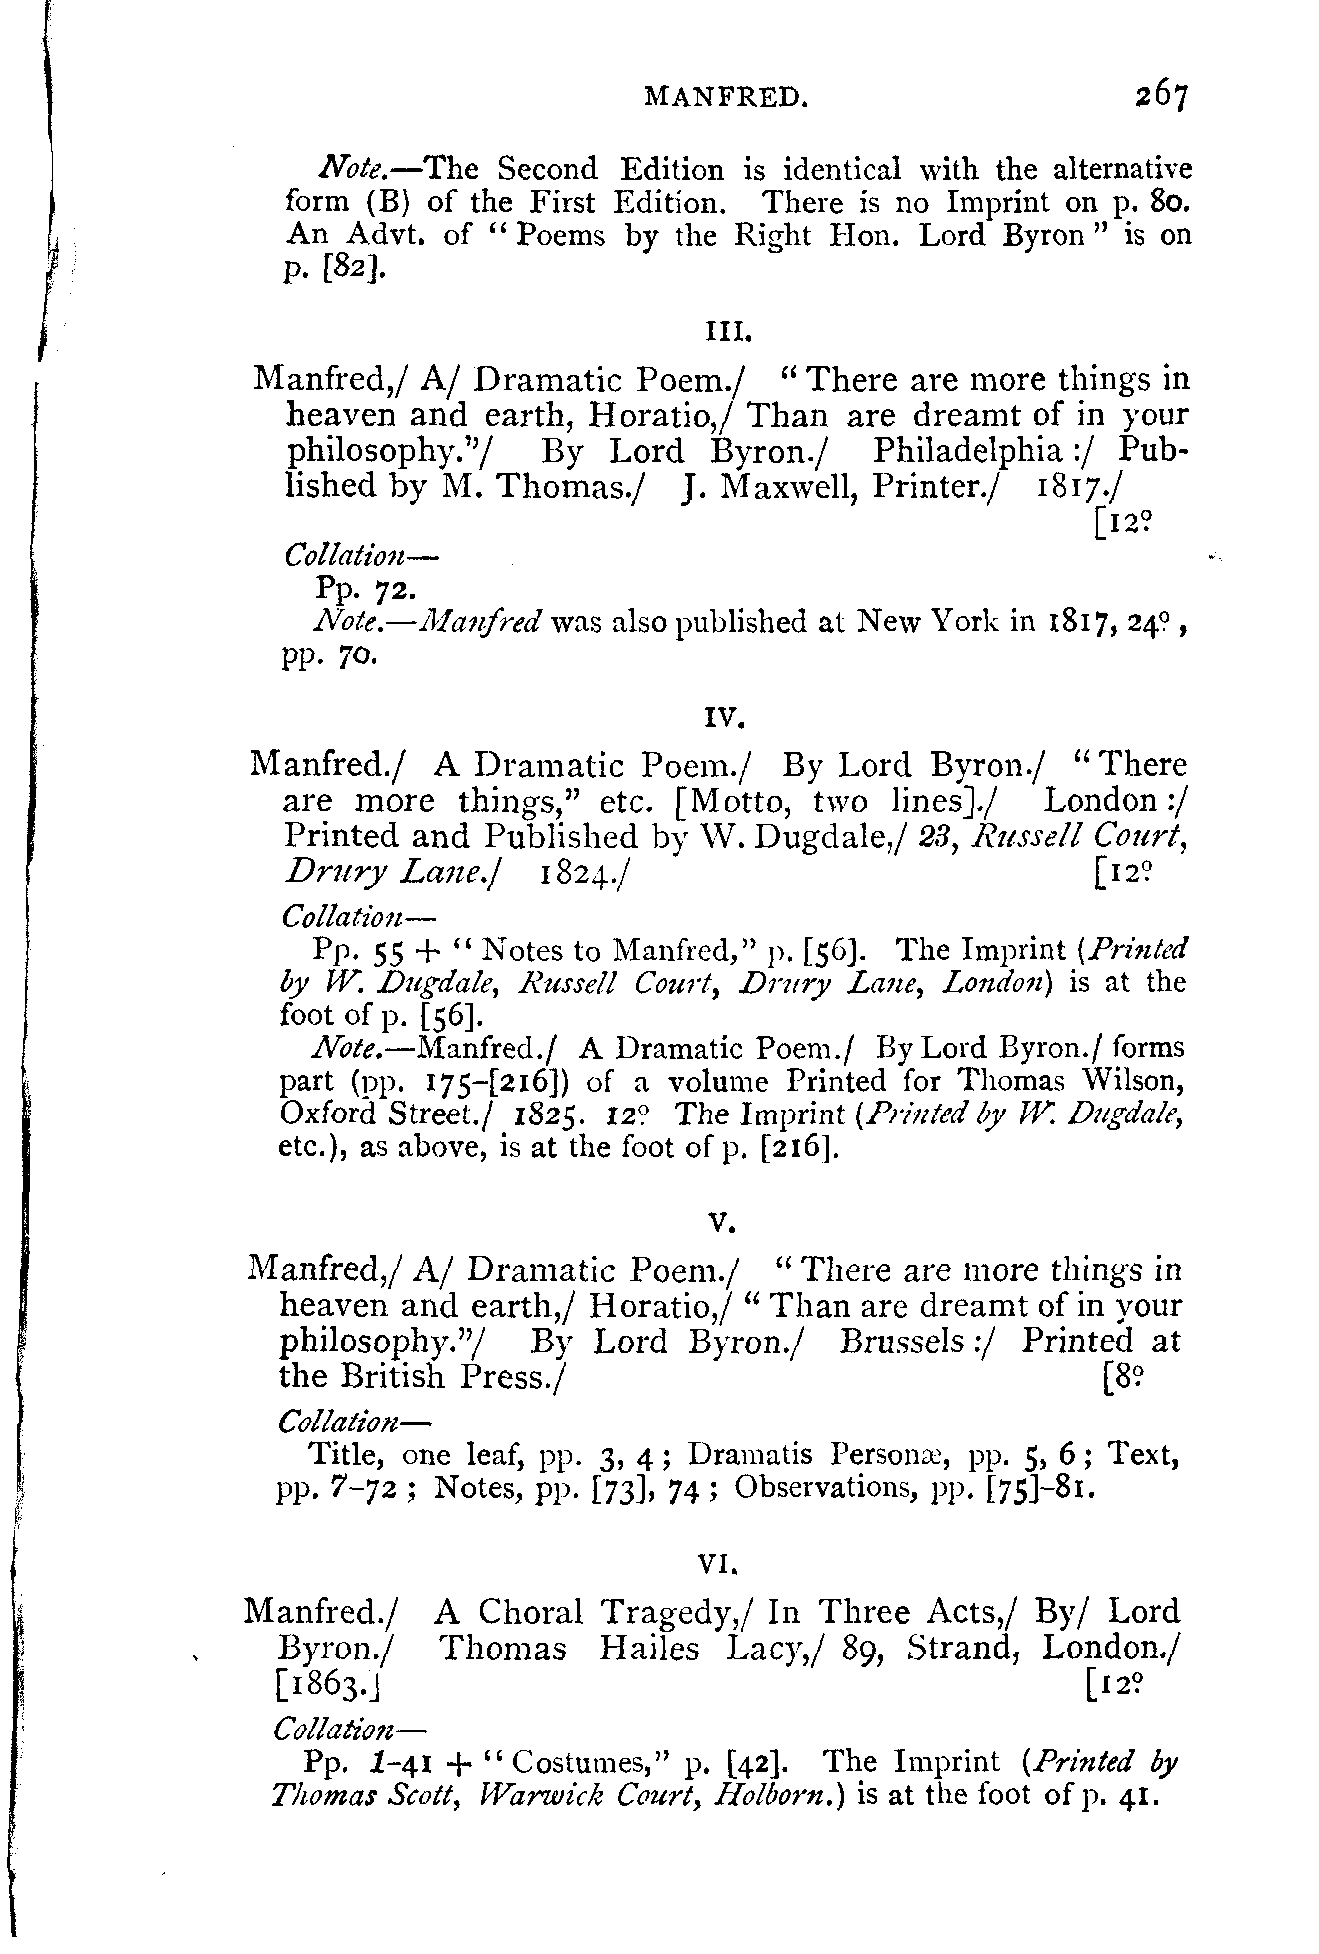 MANFRED. 267
Note.—The Second Edition is identical with the alternative
form (B) of the First Edition. There is no Imprint on p. 80.
An Advt. of “Poems by the Right Hon. Lord Byron” is on
p. [82].
III.
Manfred,/ A/ Dramatic Poem./ “There are more things in
heaven and earth, Horatio,/ Than are dreamt of in your
philosophy.”/ By Lord Byron./ Philadelphia:/ Pub-
lished by M. Thomas./ J. Maxwell, Printer./ 1817./
[12º
Collation—
Pp. 72.
Note.—Manfred was also published at New York in 1817, 24º,
pp. 70.
IV.
Manfred./ A Dramatic Poem./ By Lord Byron./ “There
are more things,” etc. [Motto, two lines]./ London:/
Printed and Published by W. Dugdale,/ 23, Russell Court,
Drury Lane./ 1824./ [12º
Collation—
Pp. 55 + “Notes to Manfred,” p. [56]. The Imprint (Printed
by W. Dugdale, Russell Court, Drury Lane, London) is at the
foot of p. [56].
Note.—Manfred./ A Dramatic Poem./ By Lord Byron./ forms
part (pp. 175–[216]) of a volume Printed for Thomas Wilson,
Oxford Street./ 1825. 12º The Imprint (Printed by W. Dugdale,
etc.), as above, is at the foot of p. [216].
V.
Manfred,/ A/ Dramatic Poem./ “There are more things in
heaven and earth,/ Horatio,/ “Than are dreamt of in your
philosophy.”/ By Lord Byron./ Brussels:/ Printed at
the British Press./ [8º
Collation—
Title, one leaf, pp. 3, 4; Dramatis Personæ, pp. 5, 6; Text,
pp. 7–72; Notes, pp. [73], 74; Observations, pp. [75]–81.
VI.
Manfred./ A Choral Tragedy,/ In Three Acts,/ By/ Lord
Byron./ Thomas Hailes Lacy,/ 89, Strand, London./
[1863.] [12º
Collation—
Pp. 1–41 + “Costumes,” p. [42]. The Imprint (Printed by
Thomas Scott, Warwick Court, Holborn.) is at the foot of p. 41.